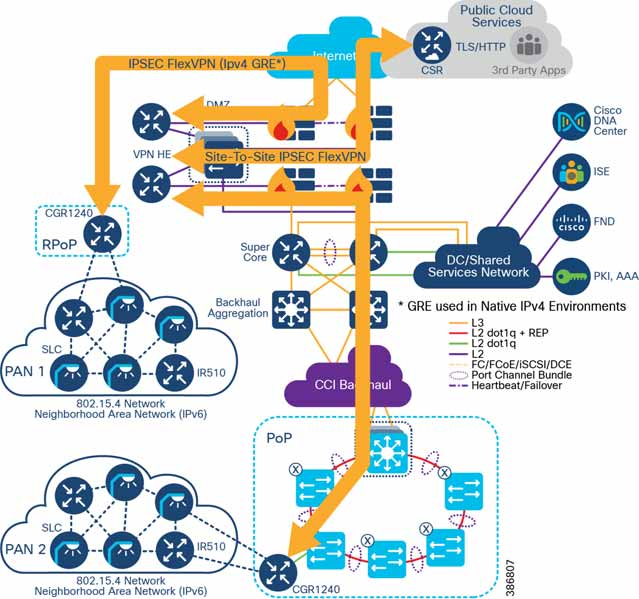 Public Cloud
Services
Internet
IPSEC FlexVPN (Ipv4 GRE*)
TLS/HTTP
CSR
3rd Party Apps
DMZ
VPN HE
Site-To-Site IPSEC FlexVPN
Cisco
DNA
Center
ISE
CISCO
FND
PKI, AAA
CGR1240
RPoP
Super
Core
DC/Shared
Services Network
Backhaul
Aggregation
* GRE used in Native IPv4 Environments
L3
L2 dot1q + REP
L2 dot1q
L2
FC/FCoE/iSCSI/DCE
Port Channel Bundle
Heartbeat/Failover
SLC
PAN 1
IR510
802.15.4 Network
Neighborhood Area Network (IPv6)
CCI Backhaul
PoP
X
X
X
X
X
SLC
PAN 2
IR510
802.15.4 Network
Neighborhood Area Network (IPv6)
CGR1240
386807